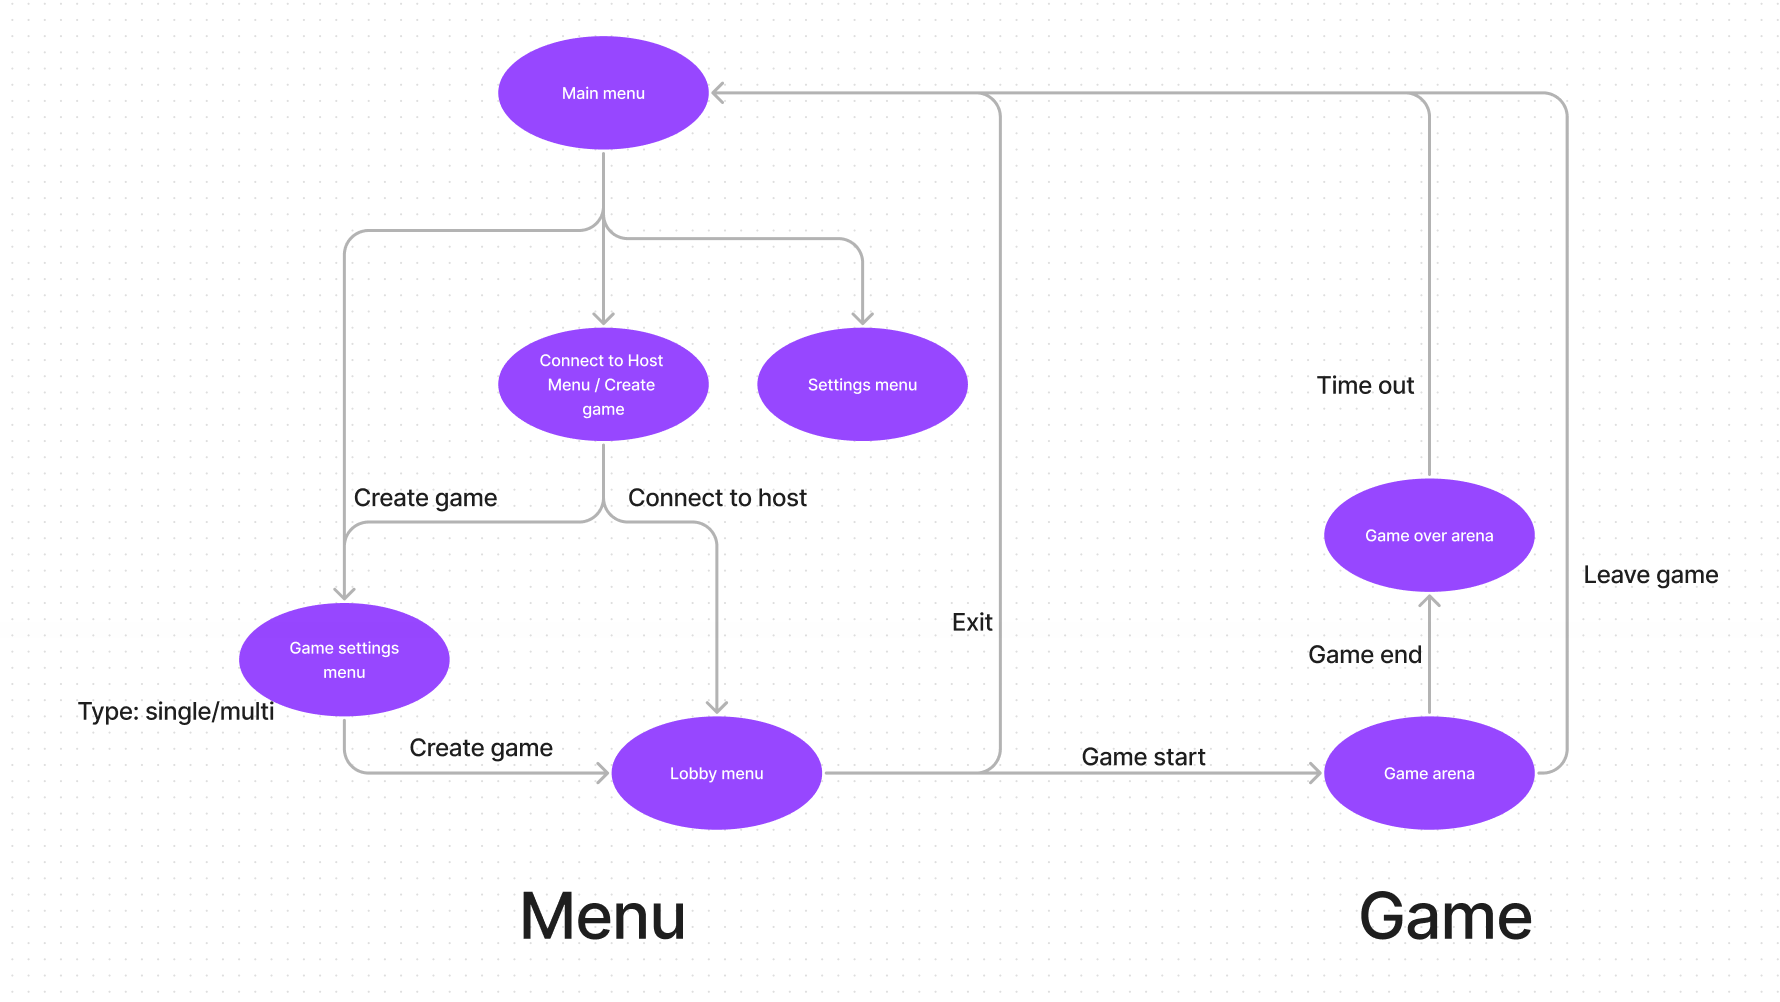 Main menu
Connect to Host
Menu / Create
game
Settings menu
Time out
Create game
Connect to host
Game over arena
Leave game
Exit
Game settings
menu
Game end
Type: single/multi
Create game
Lobby menu
Game start
Game arena
Menu
Game